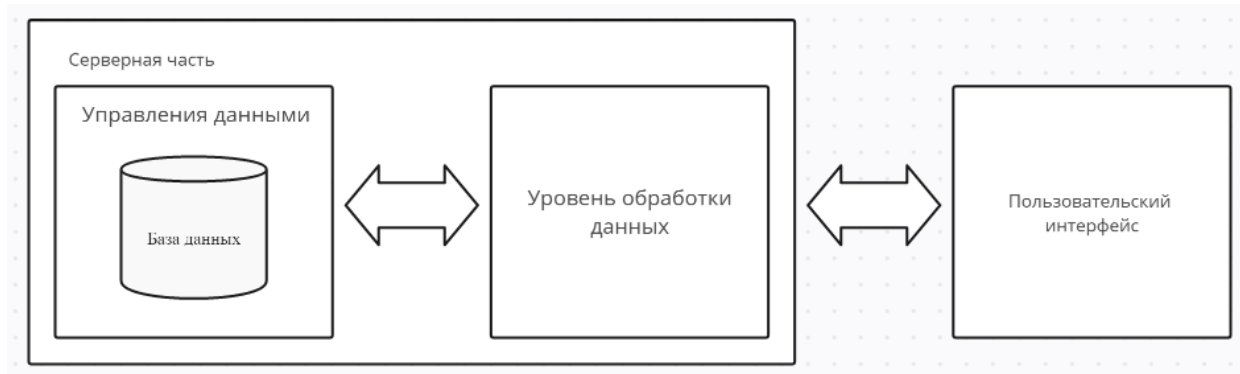 Серверная часть
Управления данными
База данных
Уровень обработки
данных
Пользовательский
интерфейс